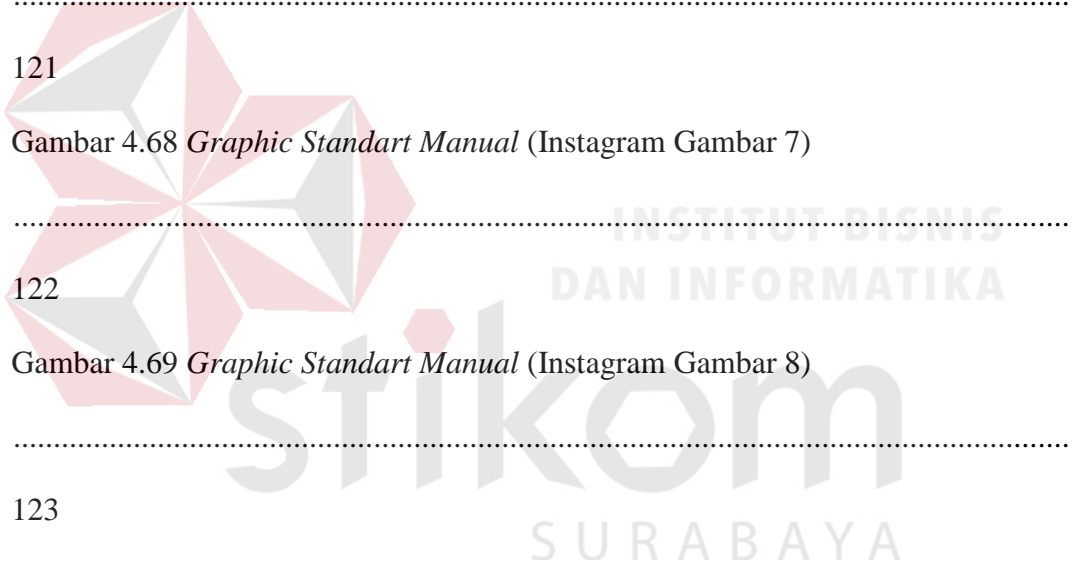 ........................................................................................................................................
121
Gambar 4.68 Graphic Standart Manual (Instagram Gambar 7)
........................................................................................................................................
INSTITUT BISNIS
122
DAN INFORMATIKA
Gambar 4.69 Graphic Standart Manual (Instagram Gambar 8)
stikom
........................................................................................................................................
123
SURABAYA